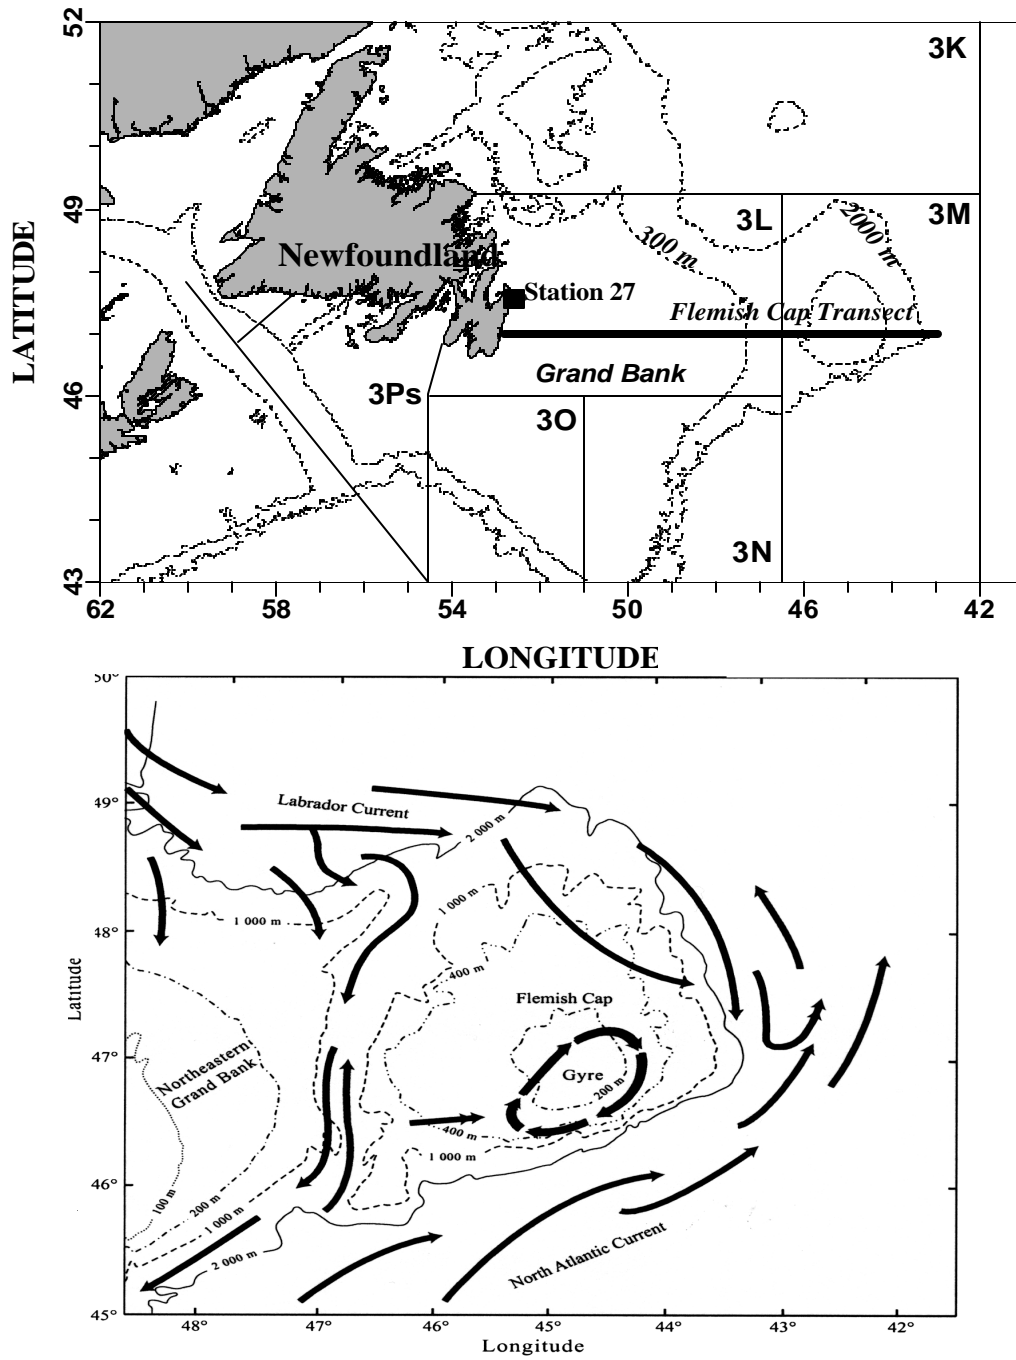 52
3K
49
3L
3M
2000 m
300 m
Newfoundland
Station 27
Flemish Cap Transect
LATITUDE
Grand Bank
46
3Ps
3O
3N
43
62
58
54
50
46
42
LONGITUDE
50°
49°
Labrador Current
2 000 m
1 000 m
1 000 m
48°
400 m
Latitude
Flemish Cap
47°
Northeastern
Grand Bank
Gyre
200 m
400 m
1 000 m
46°
100 m
200 m
1 000 m
2 000 m
North Atlantic Current
45°
48°
47°
46°
45°
44°
43°
42°
Longitude